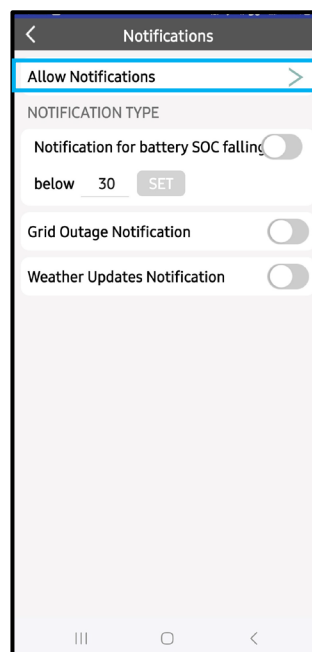 Notifications
Allow Notifications
NOTIFICATION TYPE
Notification for battery SOC falling
below 30 SET
Grid Outage Notification
Weather Updates Notification